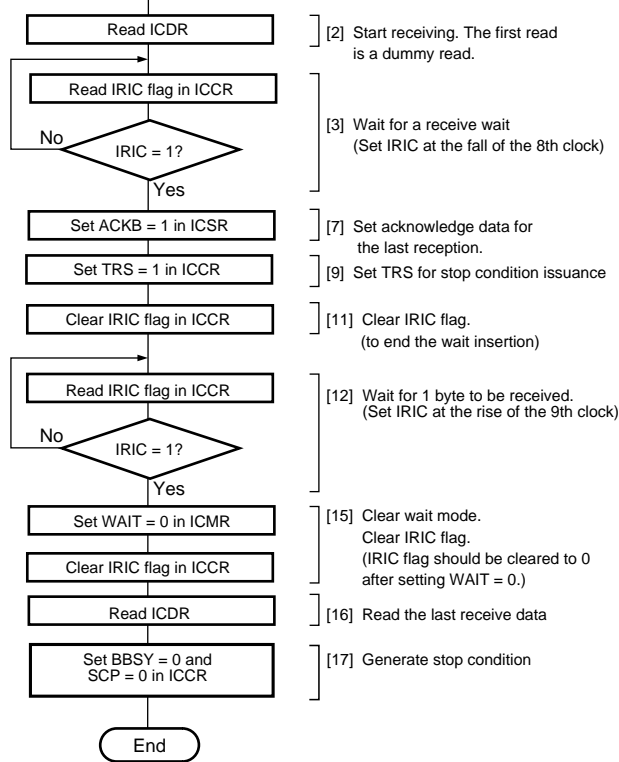 Read ICDR
[2] Start receiving. The first read
is a dummy read.
Read IRIC flag in ICCR
No
IRIC = 1?
Yes
[3] Wait for a receive wait
(Set IRIC at the fall of the 8th clock)
Set ACKB = 1 in ICSR
[7] Set acknowledge data for
the last reception.
Set TRS = 1 in ICCR
[9] Set TRS for stop condition issuance
Clear IRIC flag in ICCR
[11] Clear IRIC flag.
(to end the wait insertion)
Read IRIC flag in ICCR
No
IRIC = 1?
Yes
[12] Wait for 1 byte to be received.
(Set IRIC at the rise of the 9th clock)
Set WAIT = 0 in ICMR
Clear IRIC flag in ICCR
[15] Clear wait mode.
Clear IRIC flag.
(IRIC flag should be cleared to 0
after setting WAIT = 0.)
Read ICDR
[16] Read the last receive data
Set BBSY = 0 and
SCP = 0 in ICCR
[17] Generate stop condition
End